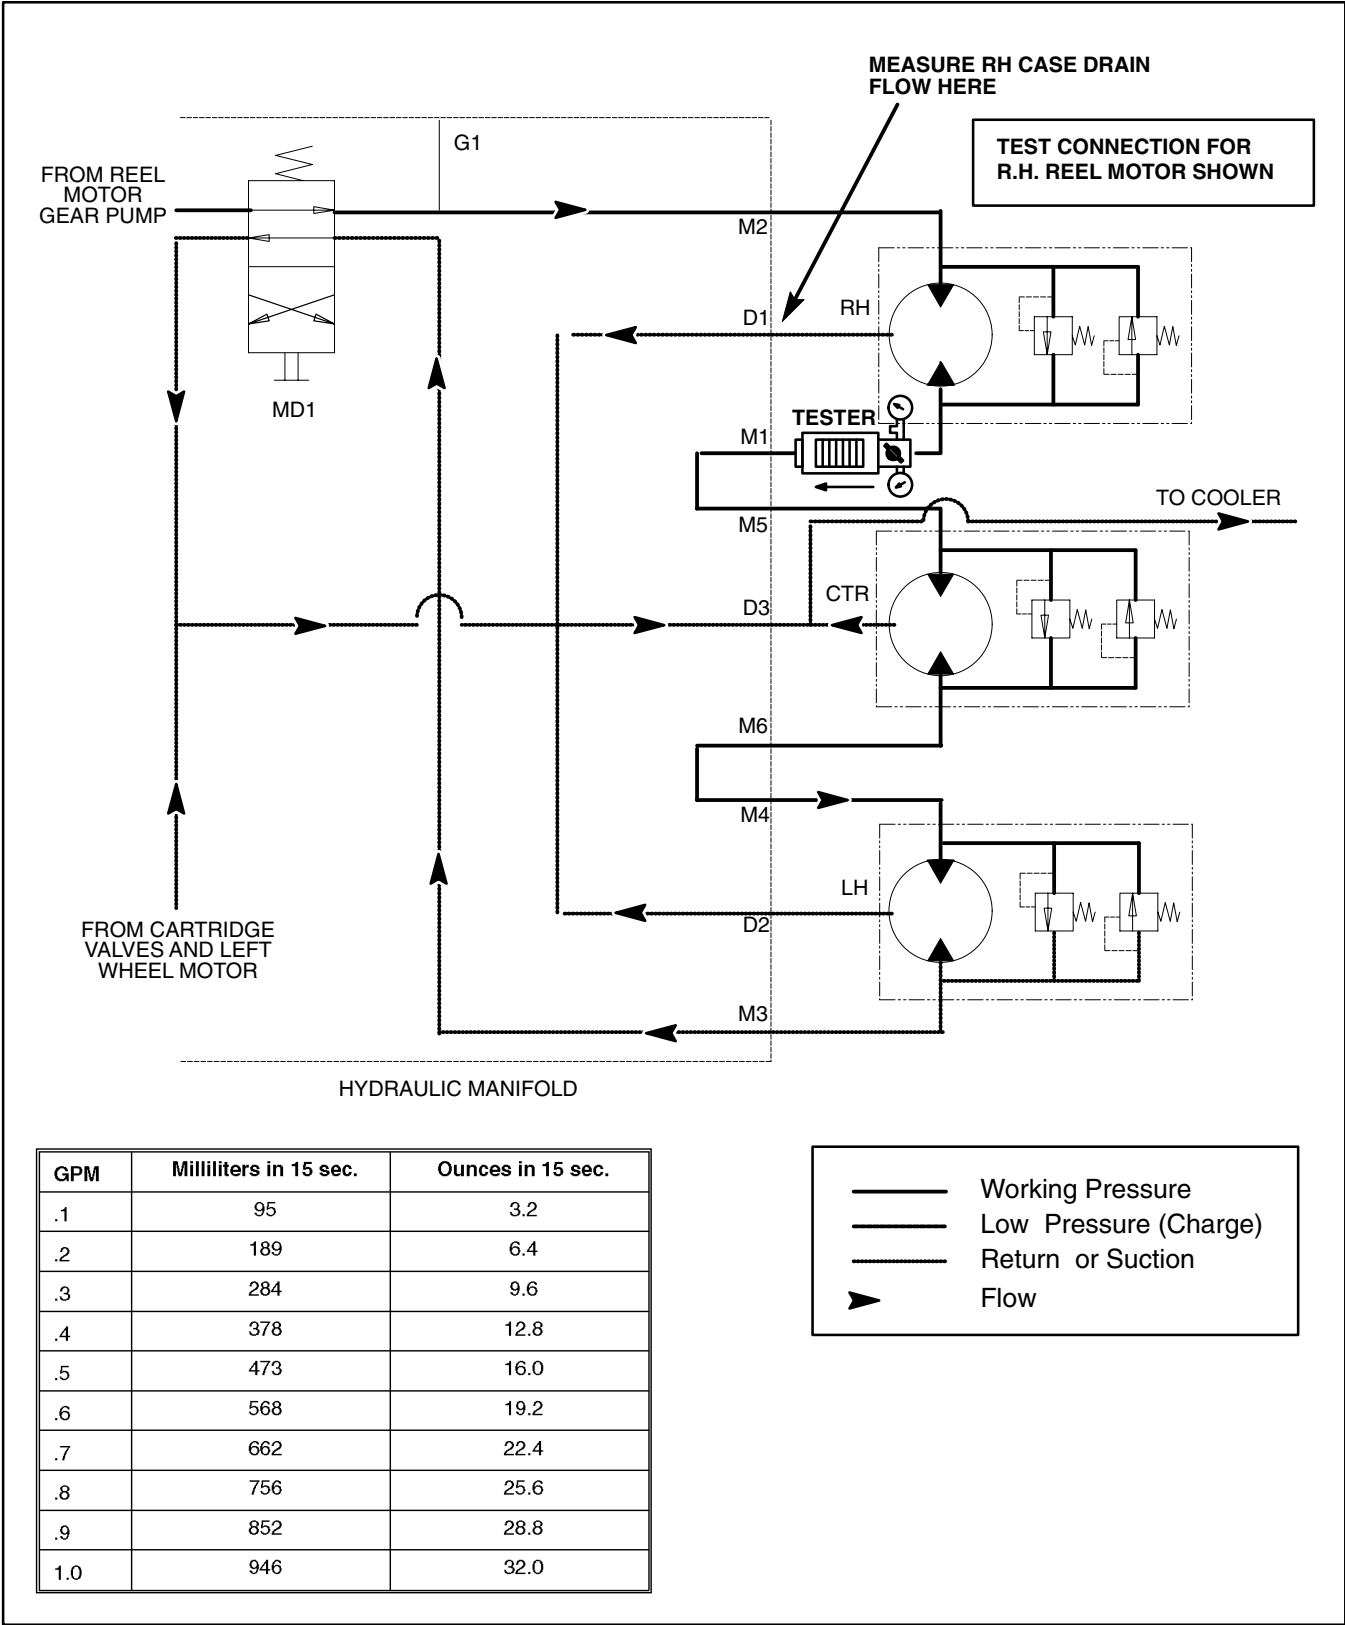 MEASURE RH CASE DRAIN
FLOW HERE
TEST CONNECTION FOR
R.H. REEL MOTOR SHOWN
G1
FROM REEL
MOTOR
GEAR PUMP
M2
D1
RH
MD1
TESTER
M1
TO COOLER
M5
CTR
D3
M6
M4
LH
D2
FROM CARTRIDGE
VALVES AND LEFT
WHEEL MOTOR
M3
HYDRAULIC MANIFOLD
GPM Milliliters in 15 sec. Ounces in 15 sec.
.1 95 3.2
.2 189 6.4
.3 284 9.6
.4 378 12.8
.5 473 16.0
.6 568 19.2
.7 662 22.4
.8 756 25.6
.9 852 28.8
1.0 946 32.0
Working Pressure
Low Pressure (Charge)
Return or Suction
Flow